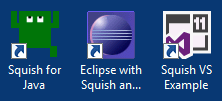 11
Squish for
Java
Eclipse with
Squish an...
Squish VS
Example